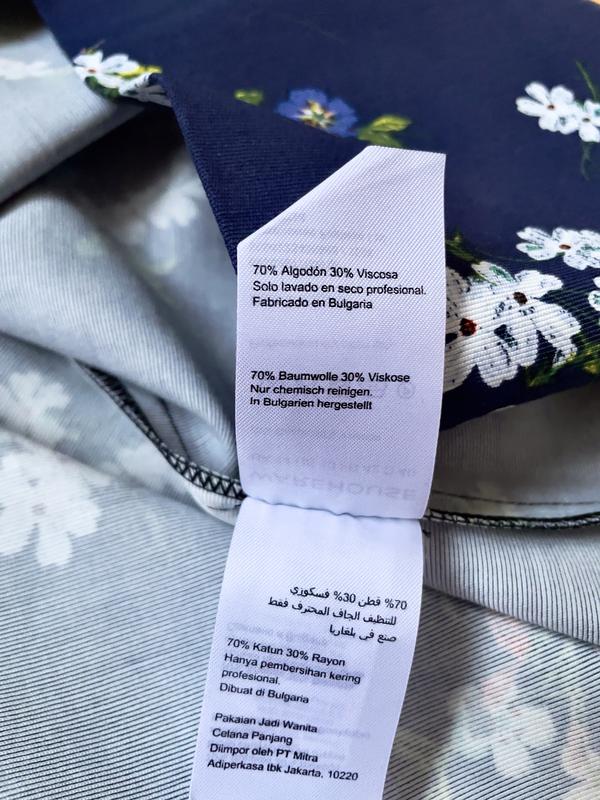 70% Algodón 30% Viscosa
Solo lavado en seco profesional.
Fabricado en Bulgaria
70% Baumwolle 30% Viskose
Nur chemisch reinigen.
In Bulgarien hergestellt
WAREHOUSE
70% قطن 30% فسكوزي
للتنظيف الجاف المحترف فقط
صنع في بلغاريا
70% Katun 30% Rayon
Hanya pembersihan kering
profesional.
Dibuat di Bulgaria
Pakaian Jadi Wanita
Celana Panjang
Diimpor oleh PT Mitra
Adiperkasa tbk Jakarta, 10220